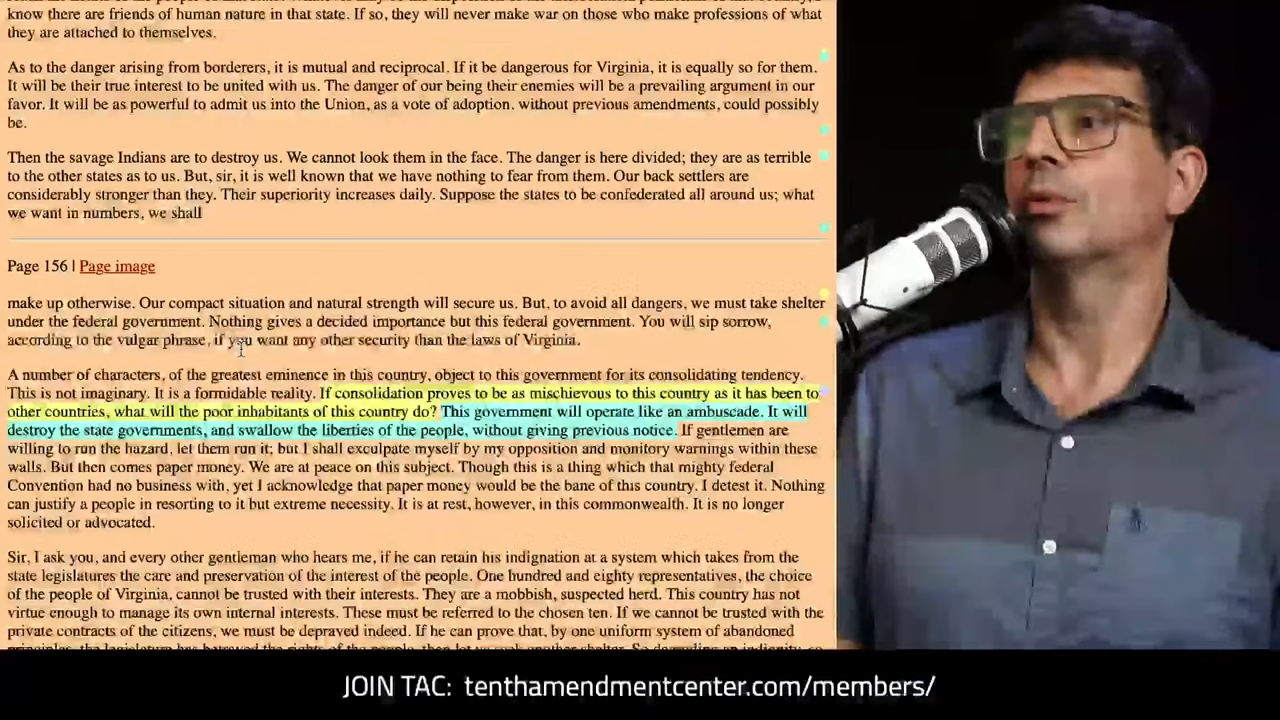 know there are friends of human nature in that state. If so, they will never make war on those who make professions of what
they are attached to themselves.
As to the danger arising from borderers, it is mutual and reciprocal. If it be dangerous for Virginia, it is equally so for them.
It will be their true interest to be united with us. The danger of our being their enemies will be a prevailing argument in our
favor. It will be as powerful to admit us into the Union, as a vote of adoption. without previous amendments, could possibly
be.
Then the savage Indians are to destroy us. We cannot look them in the face. The danger is here divided; they are as terrible
to the other states as to us. But, sir, it is well known that we have nothing to fear from them. Our back settlers are
considerably stronger than they. Their superiority increases daily. Suppose the states to be confederated all around us; what
we want in numbers, we shall
Page 156 | Page image
make up otherwise. Our compact situation and natural strength will secure us. But, to avoid all dangers, we must take shelter
under the federal government. Nothing gives a decided importance but this federal government. You will sip sorrow,
according to the vulgar phrase, if you want any other security than the laws of Virginia.
A number of characters, of the greatest eminence in this country, object to this government for its consolidating tendency.
This is not imaginary. It is a formidable reality. If consolidation proves to be as mischievous to this country as it has been to
other countries, what will the poor inhabitants of this country do? This government will operate like an ambuscade. It will
destroy the state governments, and swallow the liberties of the people, without giving previous notice. If gentlemen are
willing to run the hazard, let them run it; but I shall exculpate myself by my opposition and monitory warnings within these
walls. But then comes paper money. We are at peace on this subject. Though this is a thing which that mighty federal
Convention had no business with, yet I acknowledge that paper money would be the bane of this country. I detest it. Nothing
can justify a people in resorting to it but extreme necessity. It is at rest, however, in this commonwealth. It is no longer
solicited or advocated.
Sir, I ask you, and every other gentleman who hears me, if he can retain his indignation at a system which takes from the
state legislatures the care and preservation of the interest of the people. One hundred and eighty representatives, the choice
of the people of Virginia, cannot be trusted with their interests. They are a mobbish, suspected herd. This country has not
virtue enough to manage its own internal interests. These must be referred to the chosen ten. If we cannot be trusted with the
private contracts of the citizens, we must be depraved indeed. If he can prove that, by one uniform system of abandoned
JOIN TAC: tenthamendmentcenter.com/members/